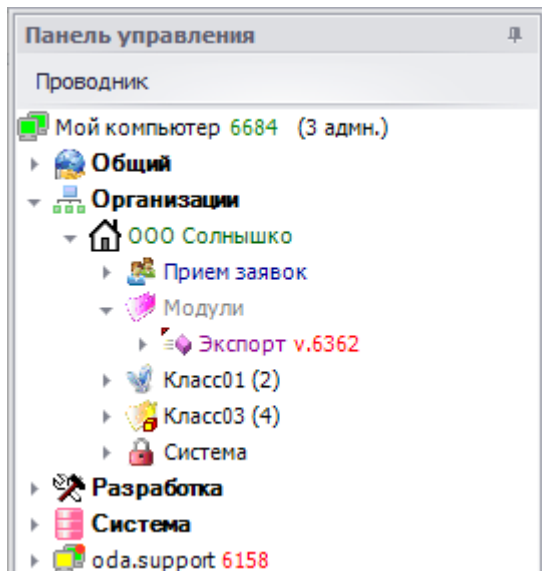 Панель управления
Проводник
Мой компьютер 6684 (3 адмн.)
Общий
Организации
ООО Солнышко
Прием заявок
Модули
Экспорт v.6362
Класс01 (2)
Класс03 (4)
Система
Разработка
Система
oda.support 6158